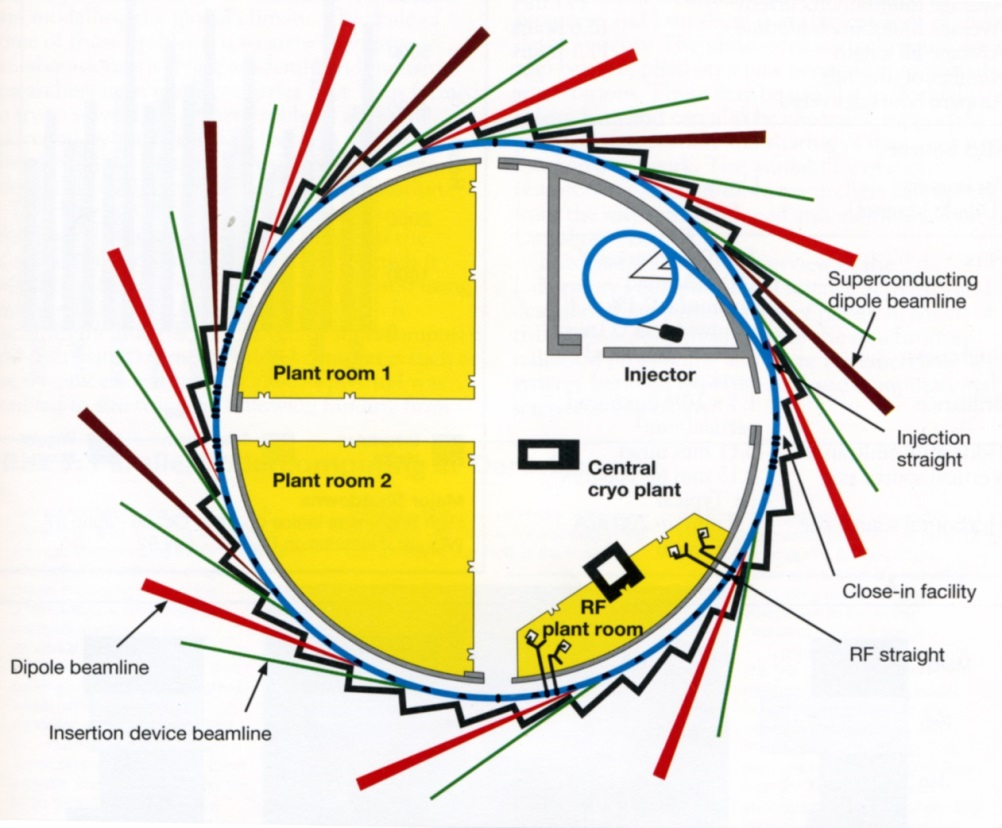 Superconducting
dipole beamline
Plant room 1
Injector
Injection
straight
Plant room 2
Central
cryo plant
Close-in facility
RF
plant room
RF straight
Dipole beamline
Insertion device beamline